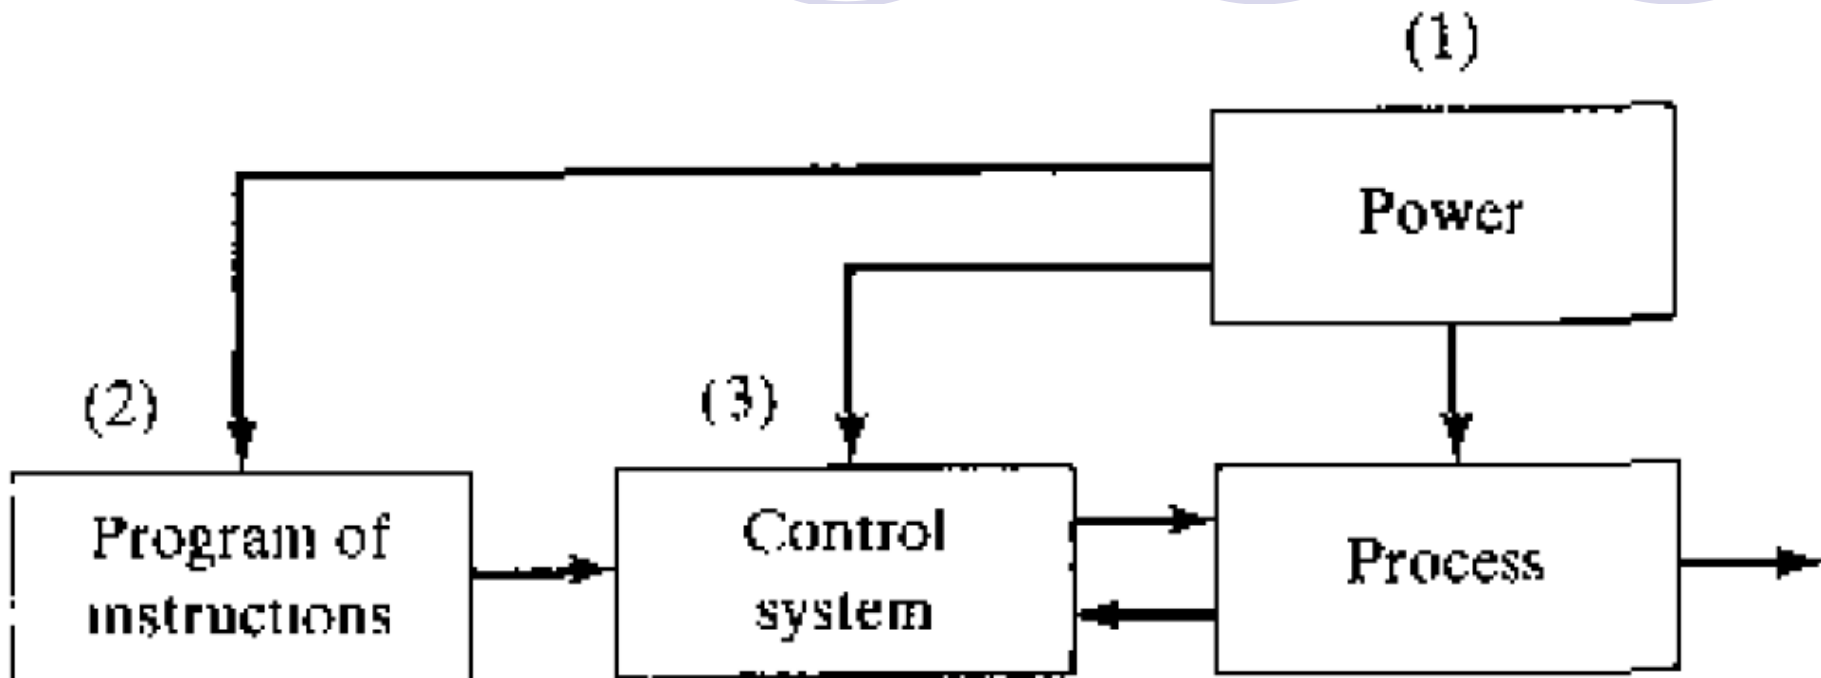 (1)
Power
(2)
(3)
Program of
instructions
Control
system
Process